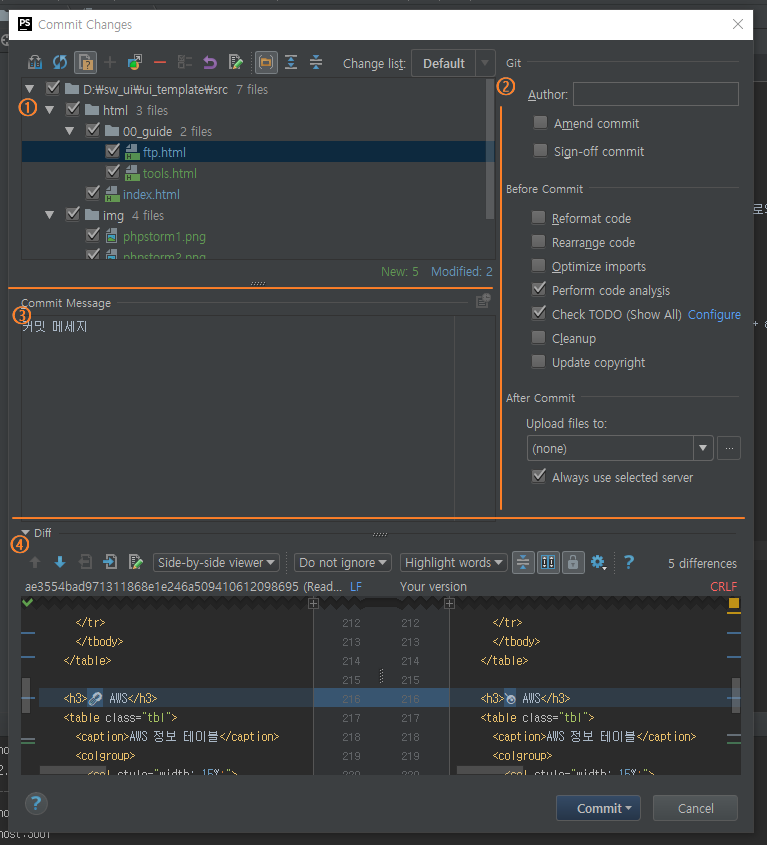 PS Commit Changes
Change list: Default
D:₩sw_ui₩ui_template₩src 7 files
①
html 3 files
00_guide 2 files
ftp.html
tools.html
index.html
img 4 files
phpstorm1.png
phpstorm2.png
New: 5 Modified: 2
Git
②
Author:
Amend commit
Sign-off commit
Before Commit
Reformat code
Rearrange code
Optimize imports
Perform code analysis
Check TODO (Show All) Configure
Cleanup
Update copyright
After Commit
Upload files to:
(none)
...
Always use selected server
Commit Message
③
커밋 메세지
Diff
④
Side-by-side viewer Do not ignore Highlight words ? 5 differences
ae3554bad971311868e1e246a509410612098695 (Read... LF Your version CRLF
</tr> 212 212 </tr>
</tbody> 213 213 </tbody>
</table> 214 214 </table>
215 215
<h3> AWS</h3> 216 216 <h3> AWS</h3>
<table class="tbl"> 217 217 <table class="tbl">
<caption>AWS 정보 테이블</caption> 218 218 <caption>AWS 정보 테이블</caption>
<colgroup> 219 219 <colgroup>
<col style="width: 15%;"> 220 220 <col style="width: 15%;">
? Commit Cancel
host:3001